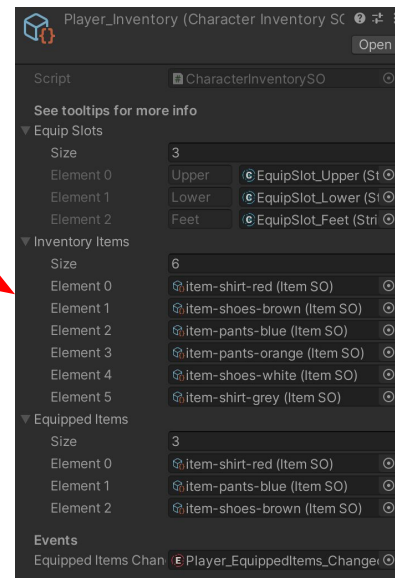 Player_Inventory (Character Inventory SC
Open
Script CharacterInventorySO
See tooltips for more info
Equip Slots
Size 3
Element 0 Upper EquipSlot_Upper (St
Element 1 Lower EquipSlot_Lower (St
Element 2 Feet EquipSlot_Feet (Stri
Inventory Items
Size 6
Element 0 item-shirt-red (Item SO)
Element 1 item-shoes-brown (Item SO)
Element 2 item-pants-blue (Item SO)
Element 3 item-pants-orange (Item SO)
Element 4 item-shoes-white (Item SO)
Element 5 item-shirt-grey (Item SO)
Equipped Items
Size 3
Element 0 item-shirt-red (Item SO)
Element 1 item-pants-blue (Item SO)
Element 2 item-shoes-brown (Item SO)
Events
Equipped Items Chan E Player_EquippedItems_Change